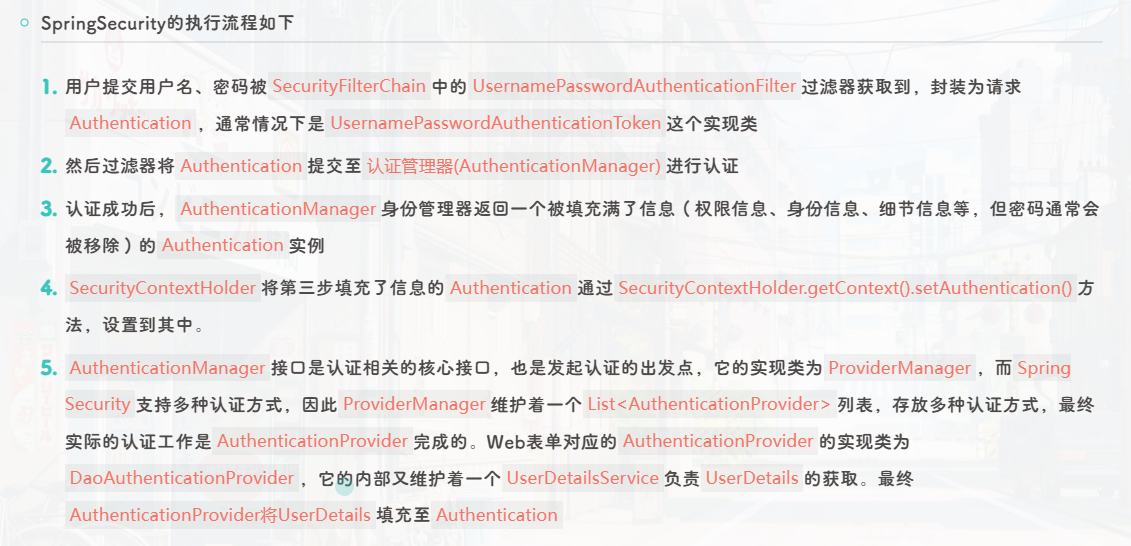 SpringSecurity的执行流程如下
1. 用户提交用户名、密码被 SecurityFilterChain 中的 UsernamePasswordAuthenticationFilter 过滤器获取到，封装为请求
Authentication ，通常情况下是 UsernamePasswordAuthenticationToken 这个实现类
2. 然后过滤器将 Authentication 提交至 认证管理器(AuthenticationManager) 进行认证
3. 认证成功后， AuthenticationManager 身份管理器返回一个被填充满了信息（权限信息、身份信息、细节信息等，但密码通常会
被移除）的 Authentication 实例
4. SecurityContextHolder 将第三步填充了信息的 Authentication 通过 SecurityContextHolder.getContext().setAuthentication() 方
法，设置到其中。
5. AuthenticationManager 接口是认证相关的核心接口，也是发起认证的出发点，它的实现类为 ProviderManager ，而 Spring
Security 支持多种认证方式，因此 ProviderManager 维护着一个 List<AuthenticationProvider> 列表，存放多种认证方式，最终
实际的认证工作是 AuthenticationProvider 完成的。Web表单对应的 AuthenticationProvider 的实现类为
DaoAuthenticationProvider ，它的内部又维护着一个 UserDetailsService 负责 UserDetails 的获取。最终
AuthenticationProvider将UserDetails 填充至 Authentication